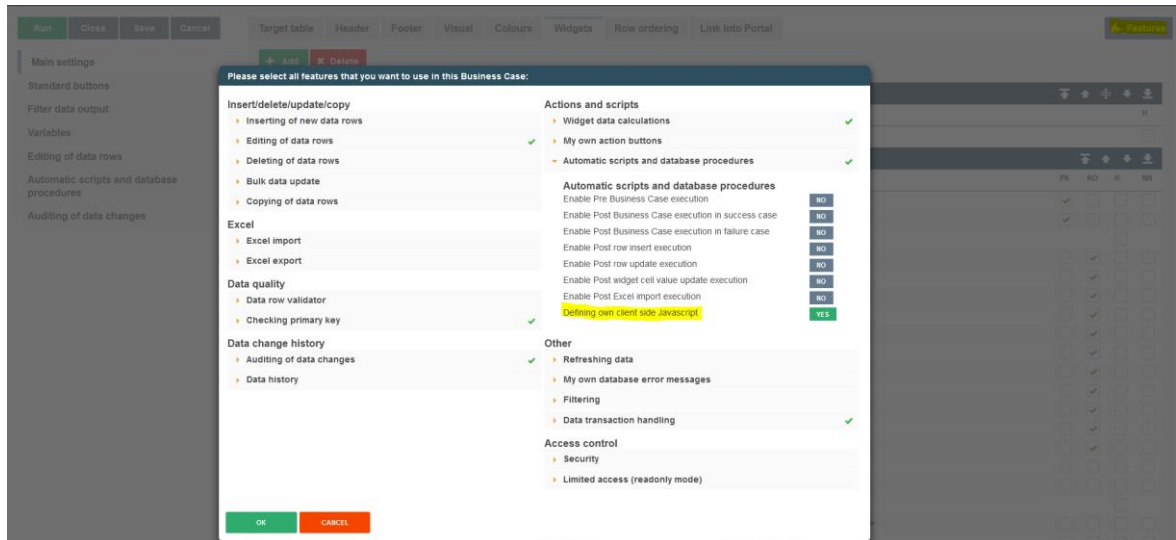 Run Close Save Cancel
Target table Header Footer Visual Colours Widgets Row ordering Link into Portal
Features
Main settings
Standard buttons
Filter data output
Variables
Editing of data rows
Automatic scripts and database
procedures
Auditing of data changes
Add Delete
H
PK RO H NN
Please select all features that you want to use in this Business Case:
Insert/delete/update/copy
Inserting of new data rows
Editing of data rows
Deleting of data rows
Bulk data update
Copying of data rows
Excel
Excel import
Excel export
Data quality
Data row validator
Checking primary key
Data change history
Auditing of data changes
Data history
Actions and scripts
Widget data calculations
My own action buttons
Automatic scripts and database procedures
Automatic scripts and database procedures
Enable Pre Business Case execution NO
Enable Post Business Case execution in success case NO
Enable Post Business Case execution in failure case NO
Enable Post row insert execution NO
Enable Post row update execution NO
Enable Post widget cell value update execution NO
Enable Post Excel import execution NO
Defining own client side Javascript YES
Other
Refreshing data
My own database error messages
Filtering
Data transaction handling
Access control
Security
Limited access (readonly mode)
OK CANCEL